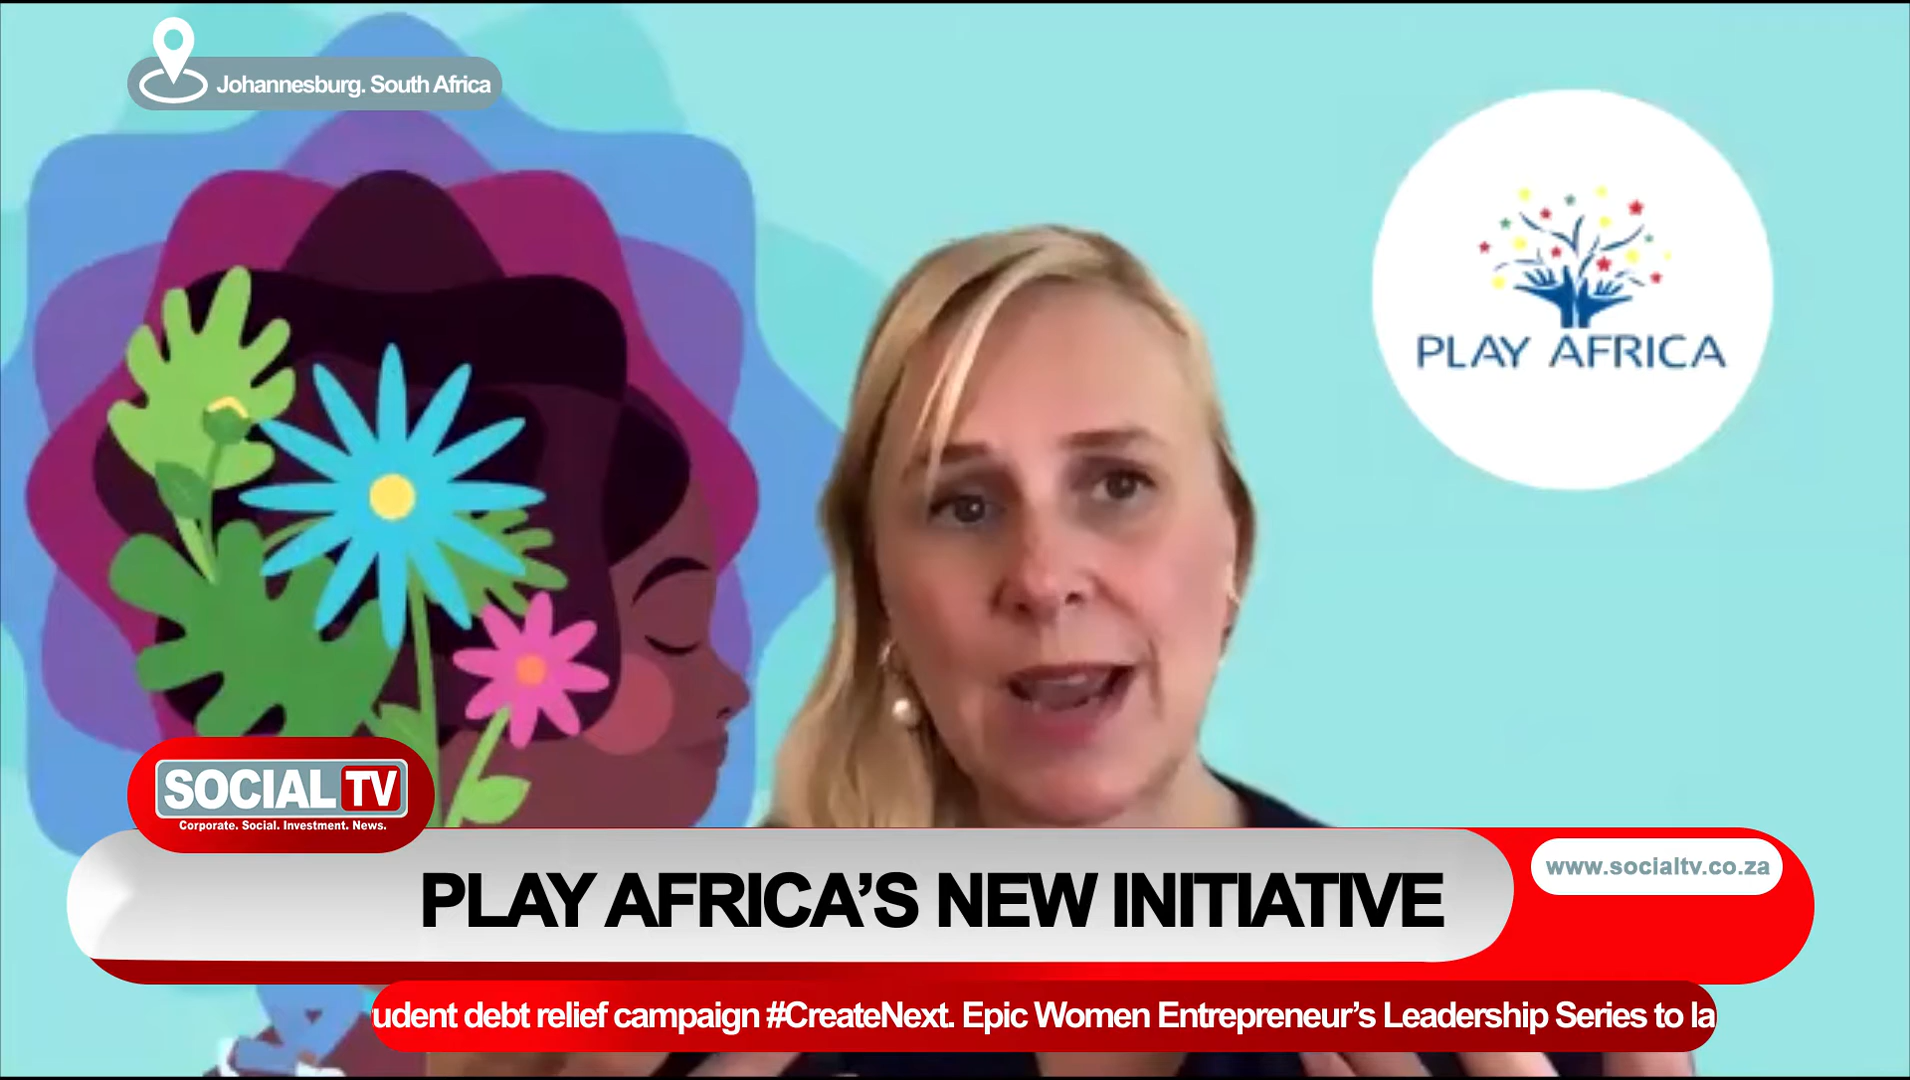 Johannesburg. South Africa
PLAY AFRICA
SOCIAL TV
Corporate. Social. Investment. News.
www.socialtv.co.za
PLAY AFRICA’S NEW INITIATIVE
udent debt relief campaign #CreateNext. Epic Women Entrepreneur’s Leadership Series to la